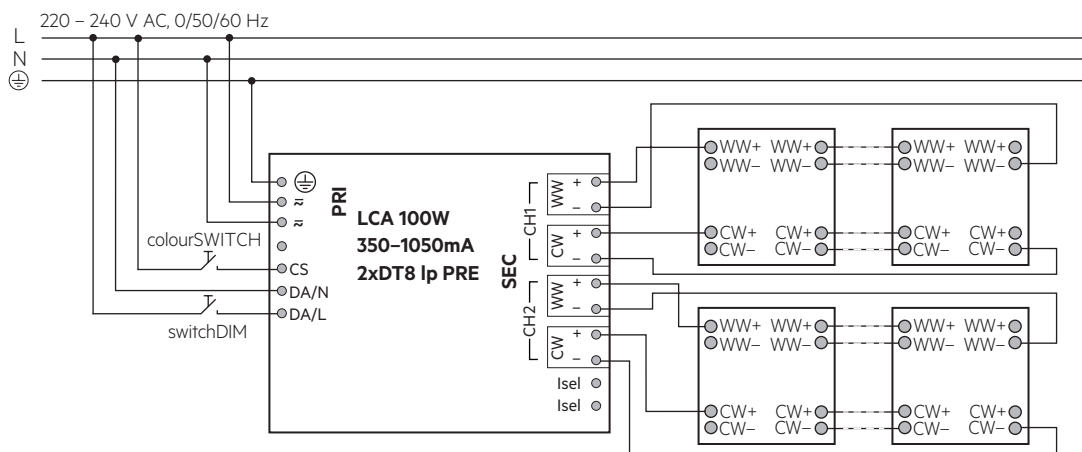 220 – 240 V AC, 0/50/60 Hz
L
N
PRI
LCA 100W
350–1050mA
2xDT8 lp PRE
SEC
colourSWITCH
CS
DA/N
DA/L
switchDIM
CH1
WW
+
–
CW
+
–
CH2
WW
+
–
CW
+
–
Isel
Isel
WW+ WW+ WW+ WW+
WW– WW– WW– WW–
CW+ CW+ CW+ CW+
CW– CW– CW– CW–
WW+ WW+ WW+ WW+
WW– WW– WW– WW–
CW+ CW+ CW+ CW+
CW– CW– CW– CW–